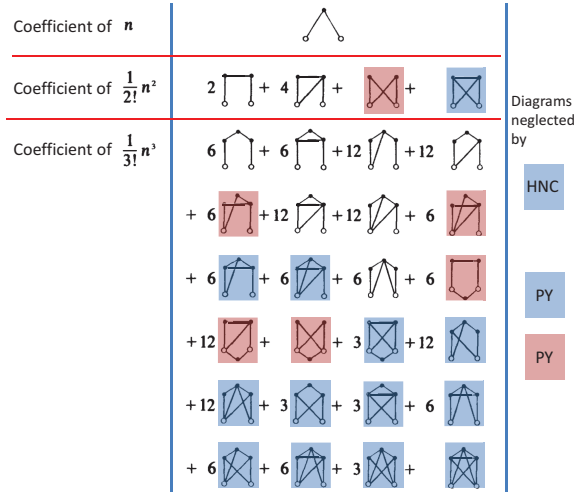 Coefficient of n
Coefficient of 1/2! n²
2 + 4 + +
Diagrams neglected by
Coefficient of 1/3! n³
6 + 6 + 12 + 12
HNC
+ 6 + 12 + 12 + 6
+ 6 + 6 + 6 + 6
PY
+ 12 + + 3 + 12
PY
+ 12 + 3 + 3 + 6
+ 6 + 6 + 3 +